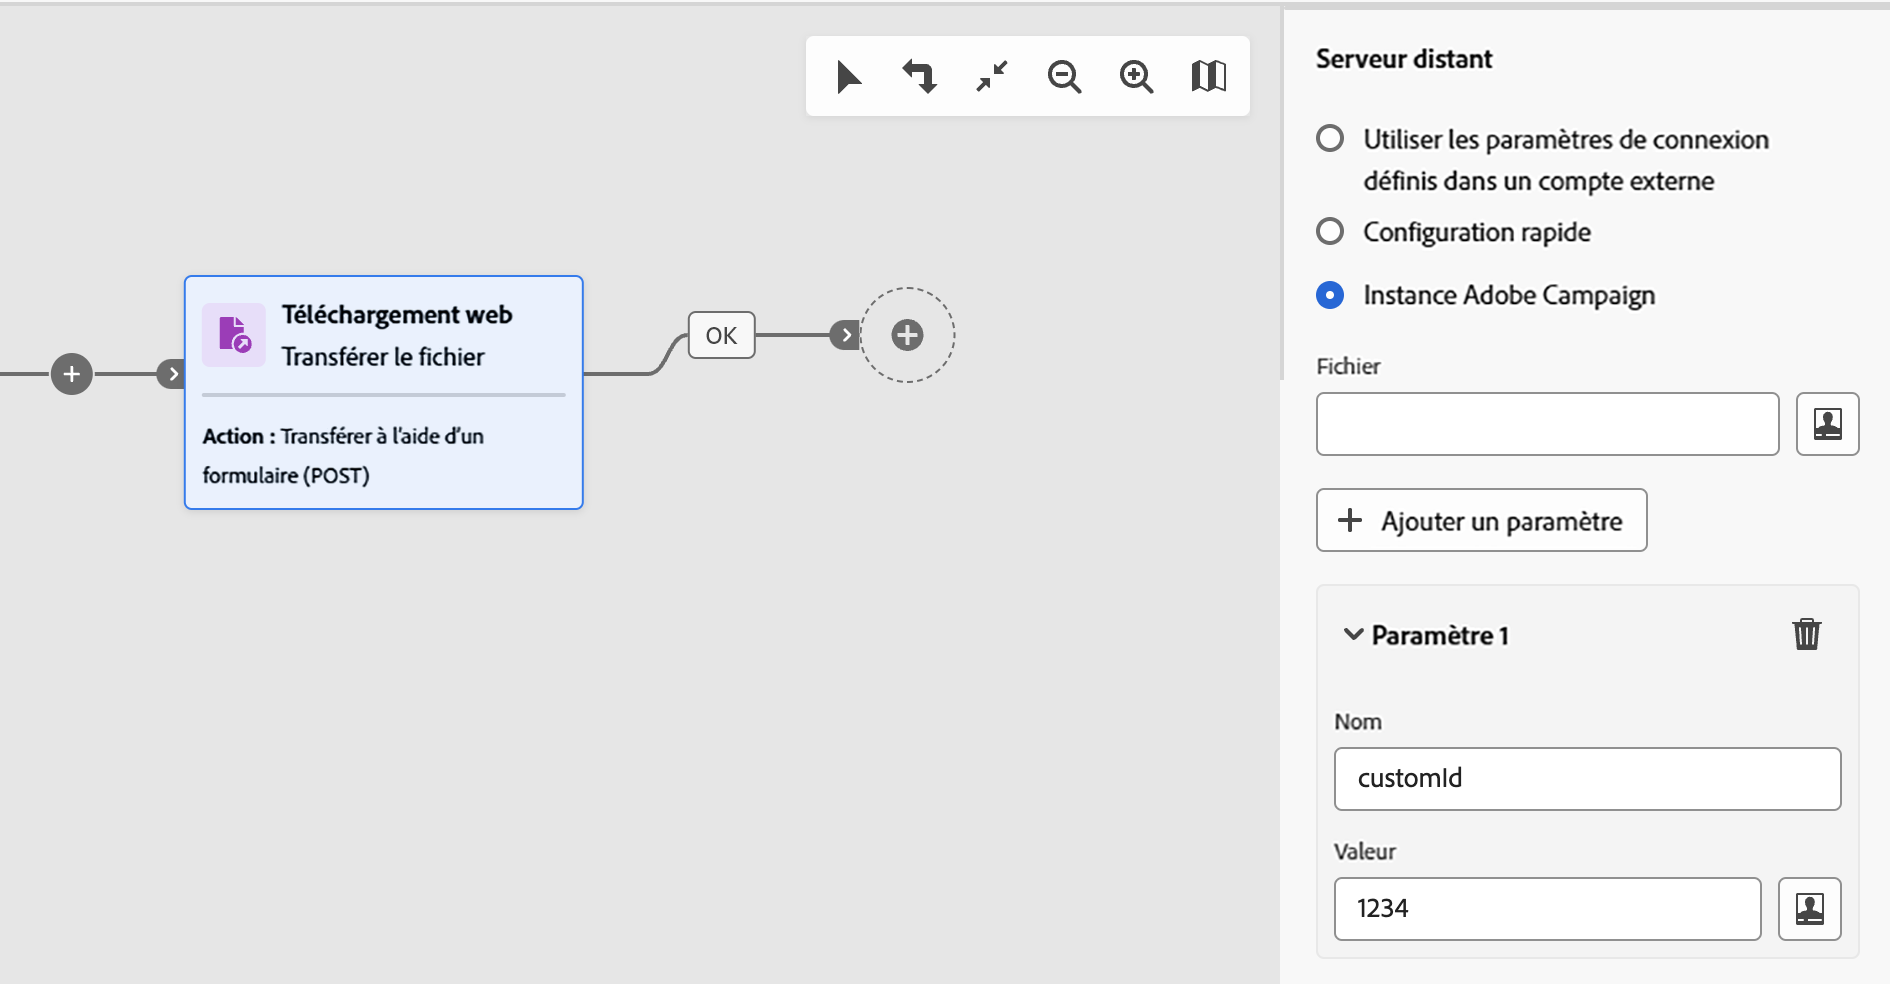 Serveur distant
Utiliser les paramètres de connexion
définis dans un compte externe
Configuration rapide
Instance Adobe Campaign
Fichier
Ajouter un paramètre
Paramètre 1
Nom
customId
Valeur
1234
Téléchargement web
Transférer le fichier
Action : Transférer à l'aide d'un
formulaire (POST)
OK